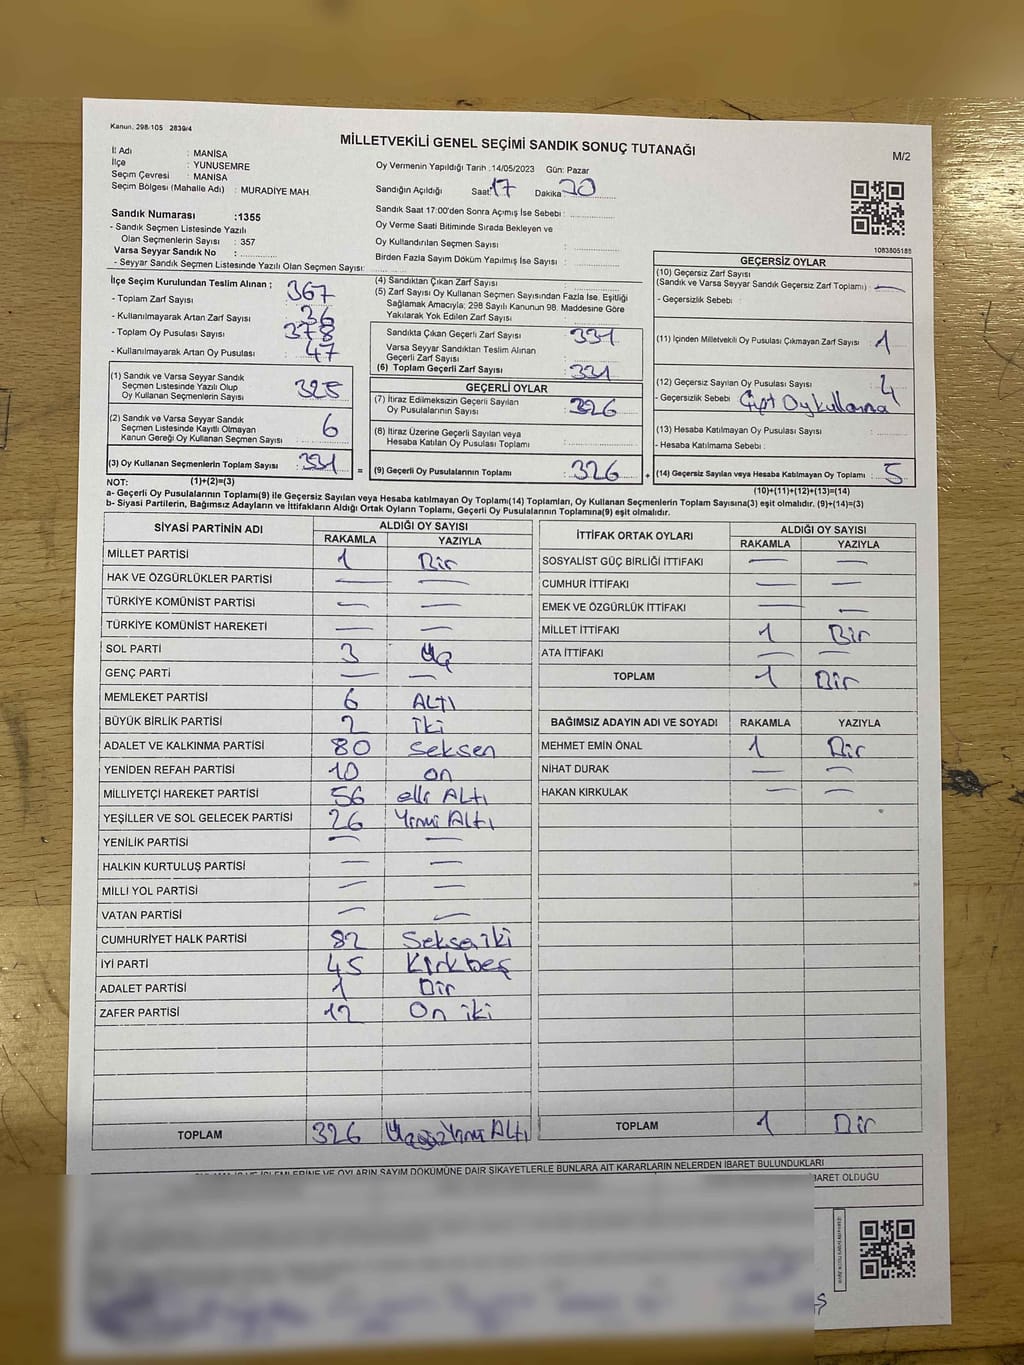 Kanun. 298/105 2839/4
MİLLETVEKİLİ GENEL SEÇİMİ SANDIK SONUÇ TUTANAĞI
M/2
İl Adı : MANİSA
İlçe : YUNUSEMRE
Seçim Çevresi : MANİSA
Seçim Bölgesi (Mahalle Adı) : MURADİYE MAH
Oy Vermenin Yapıldığı Tarih :14/05/2023 Gün: Pazar
Sandığın Açıldığı Saat: 17 Dakika 20
Sandık Numarası :1355
- Sandık Seçmen Listesinde Yazılı
Olan Seçmenlerin Sayısı : 357
Varsa Seyyar Sandık No :
- Seyyar Sandık Seçmen Listesinde Yazılı Olan Seçmen Sayısı:
Sandık Saat 17:00'den Sonra Açımış İse Sebebi :
Oy Verme Saati Bitiminde Sırada Bekleyen ve
Oy Kullandırılan Seçmen Sayısı :
Birden Fazla Sayım Döküm Yapılmış İse Sayısı :
1083805185
İlçe Seçim Kurulundan Teslim Alınan ;
- Toplam Zarf Sayısı : 367
- Kullanılmayarak Artan Zarf Sayısı : 36
- Toplam Oy Pusulası Sayısı : 378
- Kullanılmayarak Artan Oy Pusulası : 47
(1) Sandık ve Varsa Seyyar Sandık
Seçmen Listesinde Yazılı Olup
Oy Kullanan Seçmenlerin Sayısı : 325
(2) Sandık ve Varsa Seyyar Sandık
Seçmen Listesinde Kayıtlı Olmayan
Kanun Gereği Oy Kullanan Seçmen Sayısı : 6
(3) Oy Kullanan Seçmenlerin Toplam Sayısı : 331
(4) Sandıktan Çıkan Zarf Sayısı :
(5) Zarf Sayısı Oy Kullanan Seçmen Sayısından Fazla İse, Eşitliği
Sağlamak Amacıyla; 298 Sayılı Kanunun 98. Maddesine Göre
Yakılarak Yok Edilen Zarf Sayısı :
Sandıkta Çıkan Geçerli Zarf Sayısı : 331
Varsa Seyyar Sandıktan Teslim Alınan
Geçerli Zarf Sayısı :
(6) Toplam Geçerli Zarf Sayısı : 331
GEÇERLİ OYLAR
(7) İtiraz Edilmeksizin Geçerli Sayılan
Oy Pusulalarının Sayısı : 326
(8) İtiraz Üzerine Geçerli Sayılan veya
Hesaba Katılan Oy Pusulası Toplamı :
= (9) Geçerli Oy Pusulalarının Toplamı : 326 +
GEÇERSİZ OYLAR
(10) Geçersiz Zarf Sayısı
(Sandık ve Varsa Seyyar Sandık Geçersiz Zarf Toplamı) : —
- Geçersizlik Sebebi :
(11) İçinden Milletvekili Oy Pusulası Çıkmayan Zarf Sayısı : 1
(12) Geçersiz Sayılan Oy Pusulası Sayısı : 4
- Geçersizlik Sebebi : Çift Oy kullanma
(13) Hesaba Katılmayan Oy Pusulası Sayısı :
- Hesaba Katılmama Sebebi :
(14) Geçersiz Sayılan veya Hesaba Katılmayan Oy Toplamı : 5
NOT: (1)+(2)=(3)
(10)+(11)+(12)+(13)=(14)
a- Geçerli Oy Pusulalarının Toplamı(9) ile Geçersiz Sayılan veya Hesaba katılmayan Oy Toplamı(14) Toplamları, Oy Kullanan Seçmenlerin Toplam Sayısına(3) eşit olmalıdır. (9)+(14)=(3)
b- Siyasi Partilerin, Bağımsız Adayların ve İttifakların Aldığı Ortak Oyların Toplamı, Geçerli Oy Pusulalarının Toplamına(9) eşit olmalıdır.
SİYASİ PARTİNİN ADI ALDIĞI OY SAYISI
RAKAMLA YAZIYLA
MİLLET PARTİSİ 1 Bir
HAK VE ÖZGÜRLÜKLER PARTİSİ — —
TÜRKİYE KOMÜNİST PARTİSİ — —
TÜRKİYE KOMÜNİST HAREKETİ — —
SOL PARTİ 3 Üç
GENÇ PARTİ — —
MEMLEKET PARTİSİ 6 ALTI
BÜYÜK BİRLİK PARTİSİ 2 iki
ADALET VE KALKINMA PARTİSİ 80 Seksen
YENİDEN REFAH PARTİSİ 10 on
MİLLİYETÇİ HAREKET PARTİSİ 56 elli ALTI
YEŞİLLER VE SOL GELECEK PARTİSİ 26 Yirmi ALTI
YENİLİK PARTİSİ — —
HALKIN KURTULUŞ PARTİSİ — —
MİLLİ YOL PARTİSİ — —
VATAN PARTİSİ — —
CUMHURİYET HALK PARTİSİ 82 Seksen iki
İYİ PARTİ 45 Kırkbeş
ADALET PARTİSİ 1 Bir
ZAFER PARTİSİ 12 On iki
TOPLAM 326 Üçyüz Yirmi ALTI
İTTİFAK ORTAK OYLARI ALDIĞI OY SAYISI
RAKAMLA YAZIYLA
SOSYALİST GÜÇ BİRLİĞİ İTTİFAKI — —
CUMHUR İTTİFAKI — —
EMEK VE ÖZGÜRLÜK İTTİFAKI — —
MİLLET İTTİFAKI 1 Bir
ATA İTTİFAKI — —
TOPLAM 1 Bir
BAĞIMSIZ ADAYIN ADI VE SOYADI RAKAMLA YAZIYLA
MEHMET EMİN ÖNAL 1 Bir
NİHAT DURAK — —
HAKAN KIRKULAK — —
TOPLAM 1 Bir
İŞLEMLERİNE VE OYLARIN SAYIM DÖKÜMÜNE DAİR ŞİKAYETLERLE BUNLARA AİT KARARLARIN NELERDEN İBARET BULUNDUKLARI
İBARET OLDUĞU